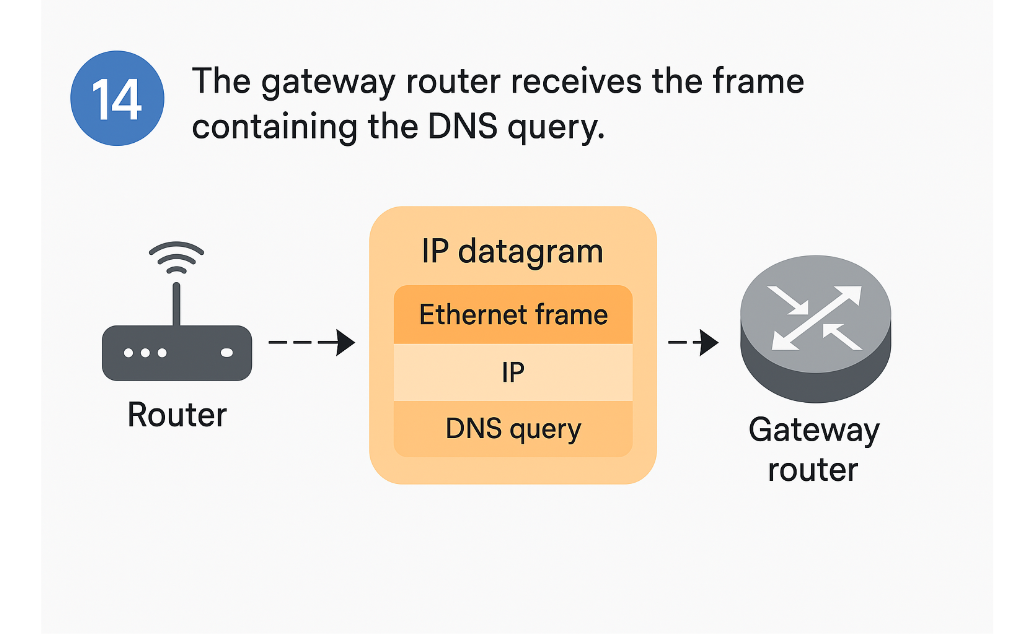 14
The gateway router receives the frame
containing the DNS query.
IP datagram
Ethernet frame
IP
DNS query
Router
Gateway
router